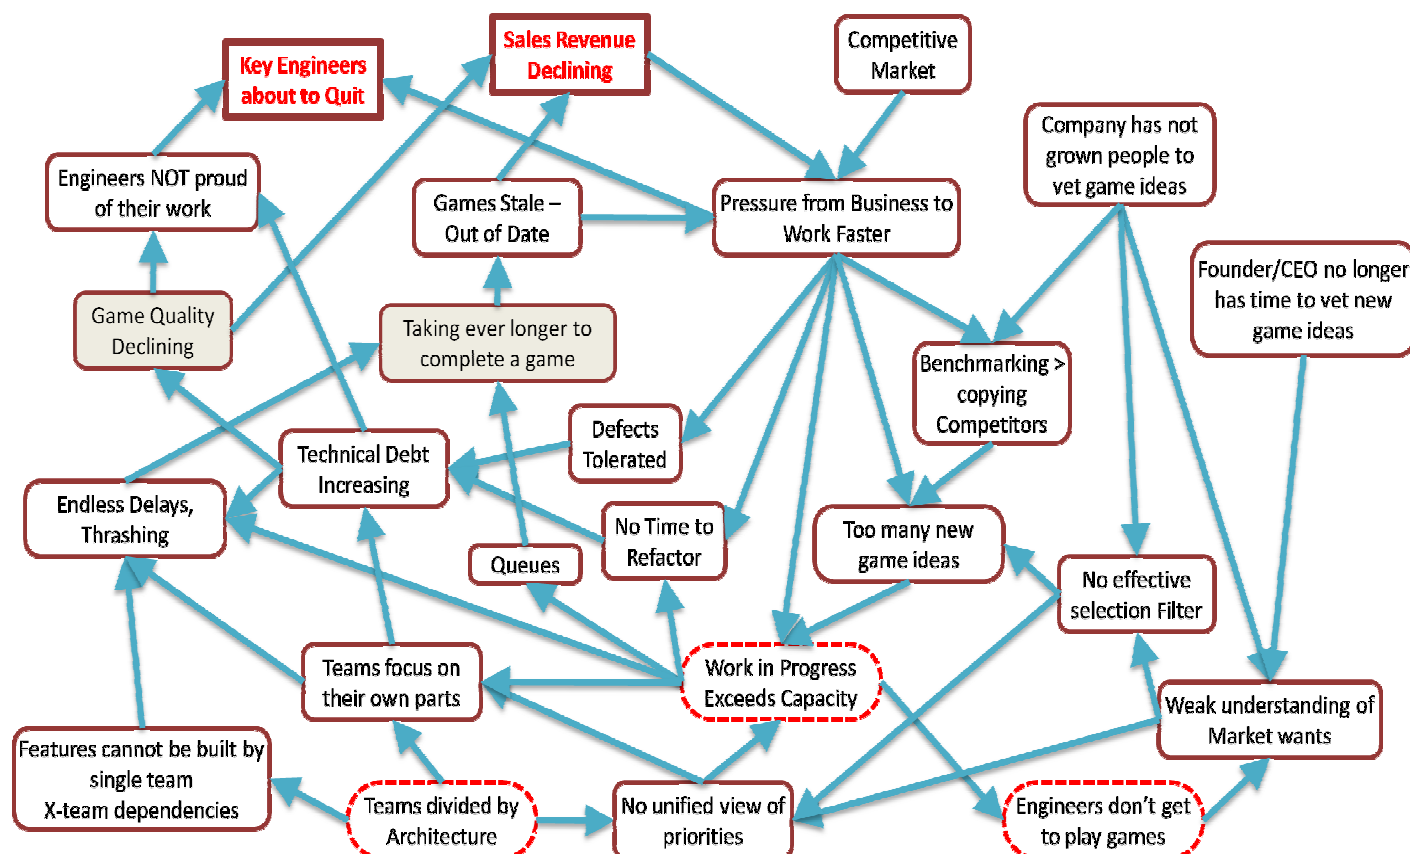 Sales Revenue
Declining
Competitive
Market
Key Engineers
about to Quit
Company has not
grown people to
vet game ideas
Engineers NOT proud
of their work
Games Stale –
Out of Date
Pressure from Business to
Work Faster
Founder/CEO no longer
has time to vet new
game ideas
Game Quality
Declining
Taking ever longer to
complete a game
Benchmarking >
copying
Competitors
Defects
Tolerated
Technical Debt
Increasing
Endless Delays,
Thrashing
No Time to
Refactor
Too many new
game ideas
Queues
No effective
selection Filter
Teams focus on
their own parts
Work in Progress
Exceeds Capacity
Weak understanding of
Market wants
Features cannot be built by
single team
X-team dependencies
Teams divided by
Architecture
No unified view of
priorities
Engineers don't get
to play games